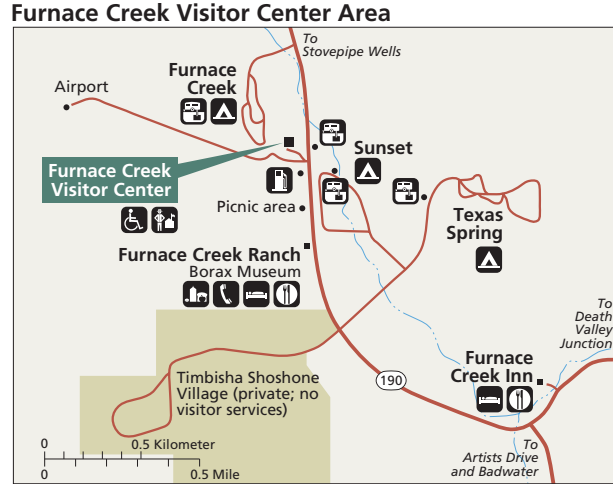 Furnace Creek Visitor Center Area
To
Stovepipe Wells
Furnace
Creek
Airport
Sunset
Furnace Creek
Visitor Center
Picnic area
Texas
Spring
Furnace Creek Ranch
Borax Museum
To
Death
Valley
Junction
Furnace
Creek Inn
190
Timbisha Shoshone
Village (private; no
visitor services)
0 0.5 Kilometer
0 0.5 Mile
To
Artists Drive
and Badwater